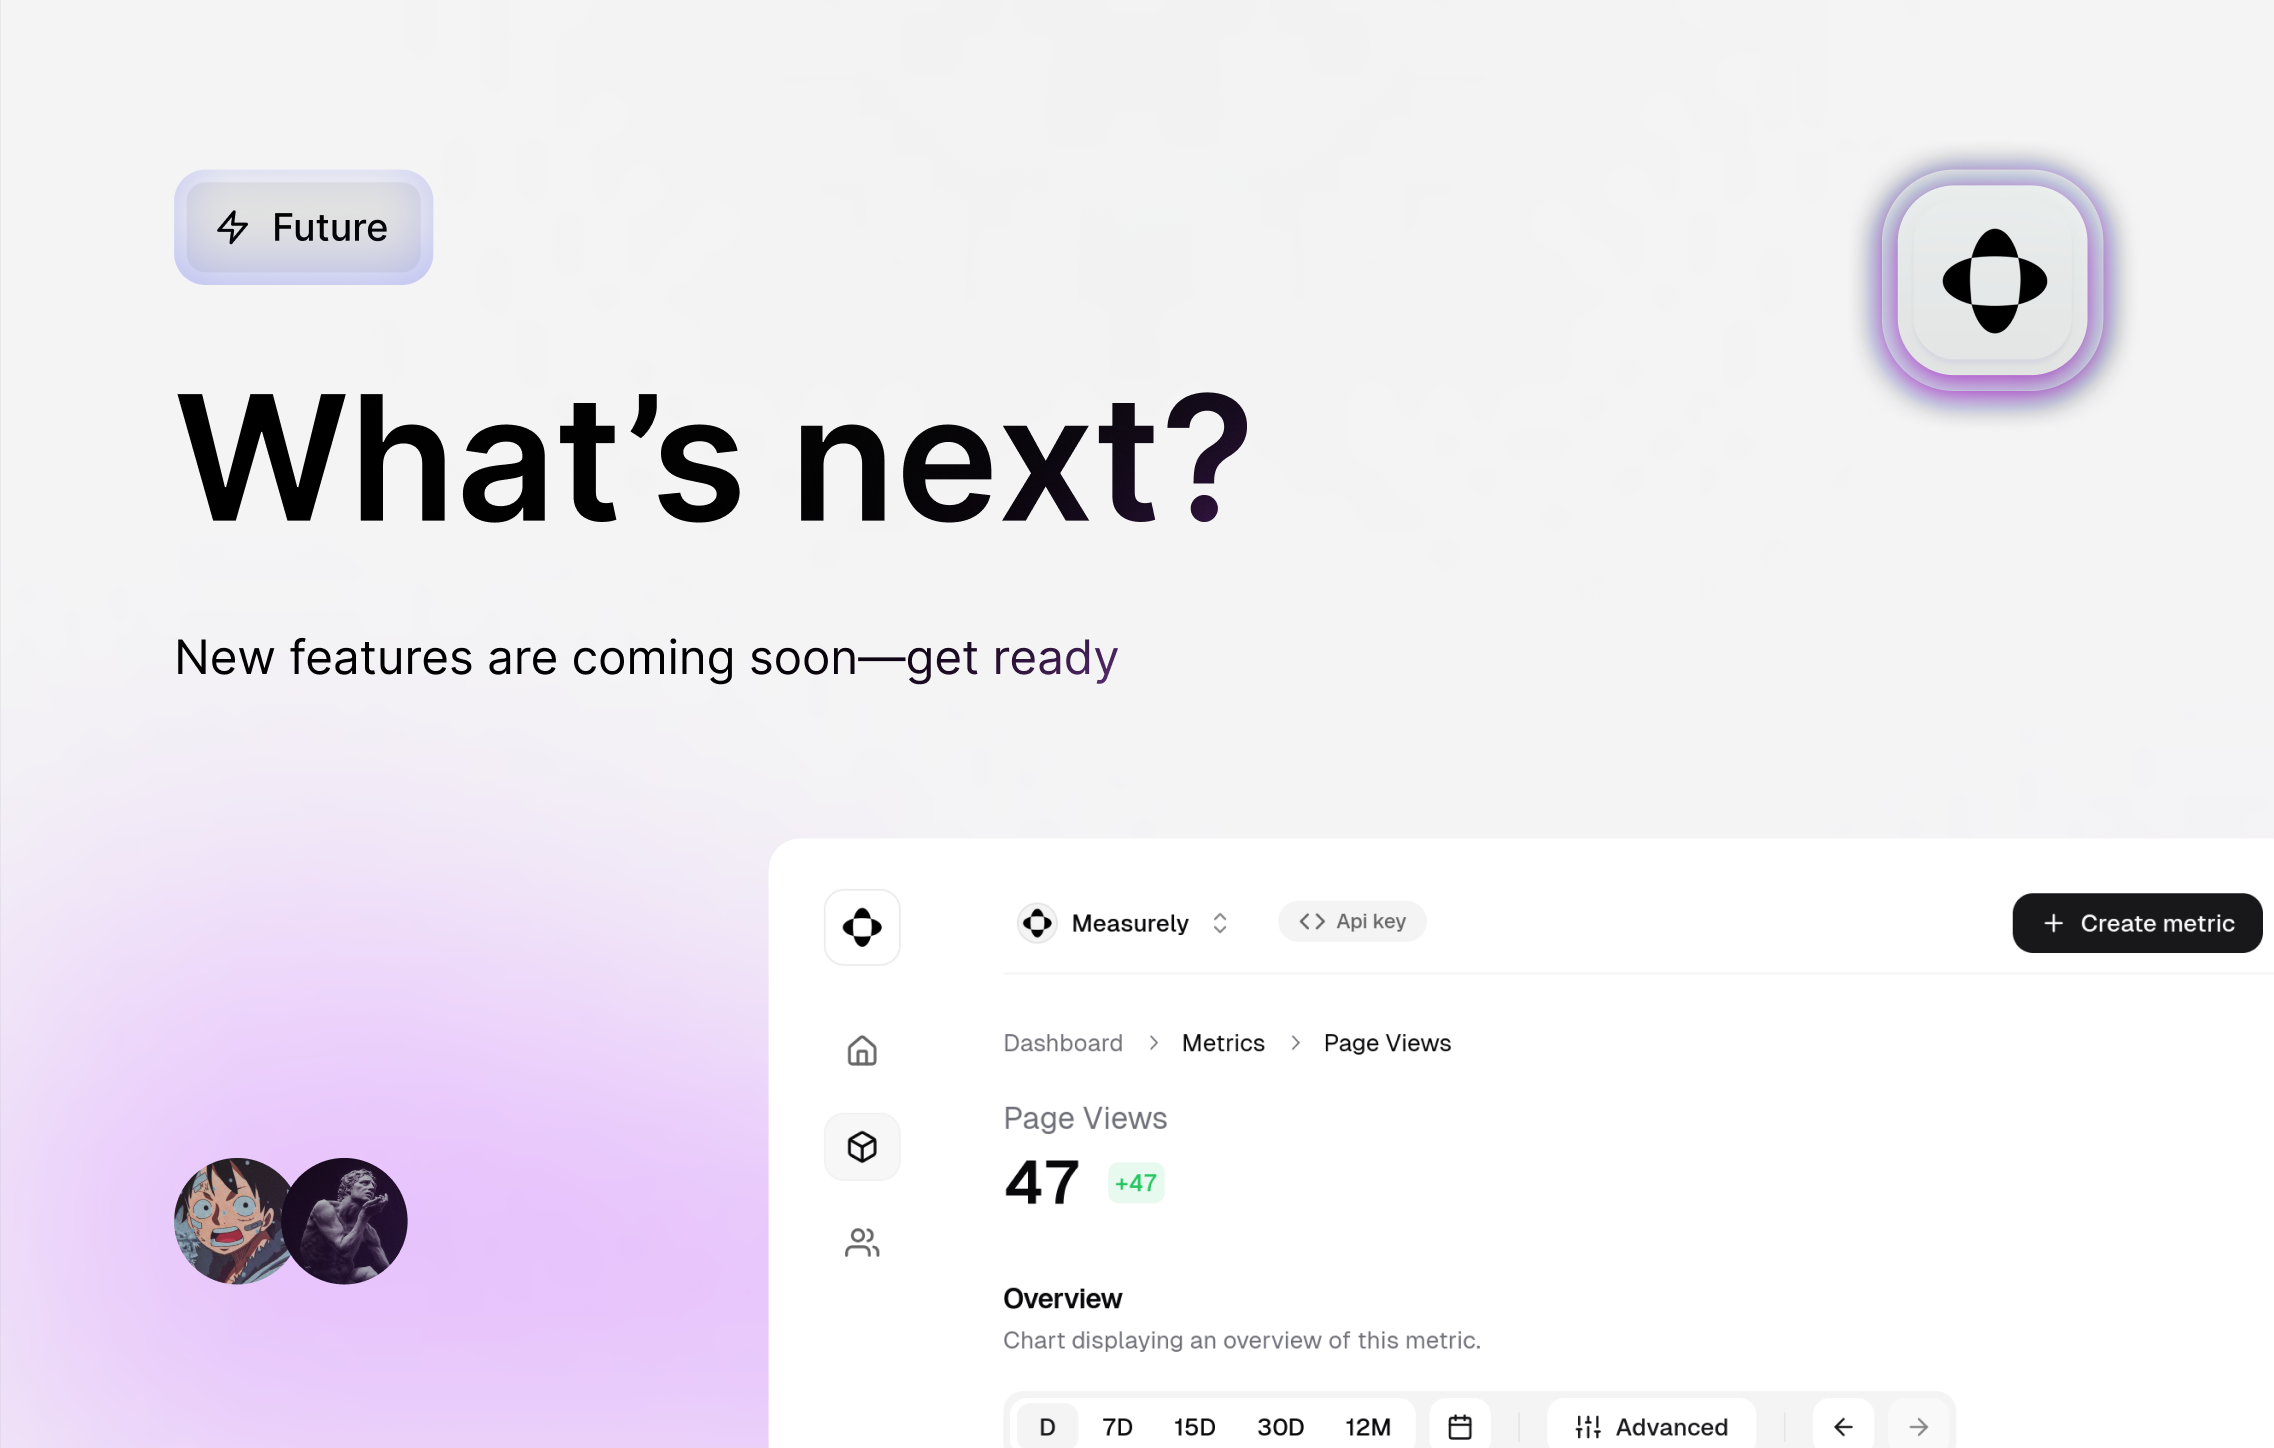 Future
What’s next?
New features are coming soon—get ready
Measurely
Api key
Create metric
Dashboard > Metrics > Page Views
Page Views
47 +47
Overview
Chart displaying an overview of this metric.
D 7D 15D 30D 12M Advanced